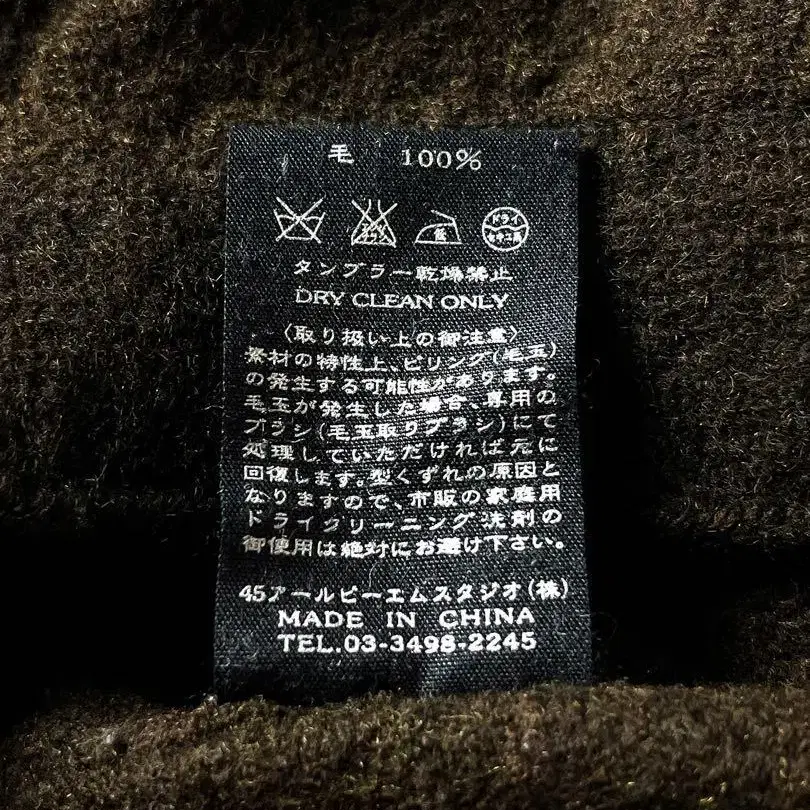 毛 100%
低 ドライ
セキユ系
タンブラー乾燥禁止
DRY CLEAN ONLY
〈取り扱い上の御注意〉
素材の特性上、ピリング(毛玉)
の発生する可能性があります。
毛玉が発生した場合、専用の
ブラシ(毛玉取りブラシ)にて
処理していただければ元に
回復します。型くずれの原因と
なりますので、市販の家庭用
ドライクリーニング洗剤の
御使用は絶対にお避け下さい。
45アールピーエムスタジオ(株)
MADE IN CHINA
TEL.03-3498-2245